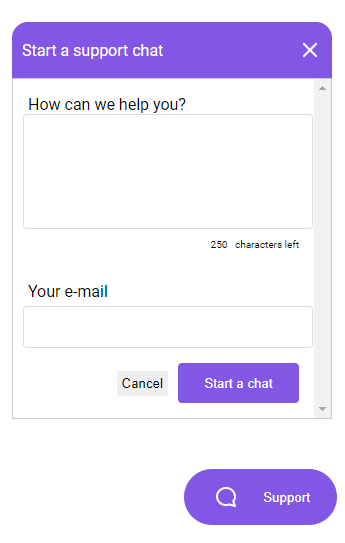 Start a support chat
How can we help you?
250 characters left
Your e-mail
Cancel Start a chat
Support